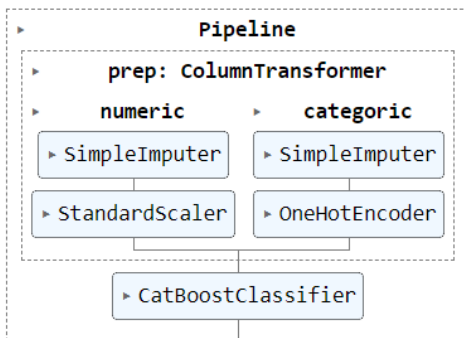 Pipeline
prep: ColumnTransformer
numeric categoric
SimpleImputer SimpleImputer
StandardScaler OneHotEncoder
CatBoostClassifier